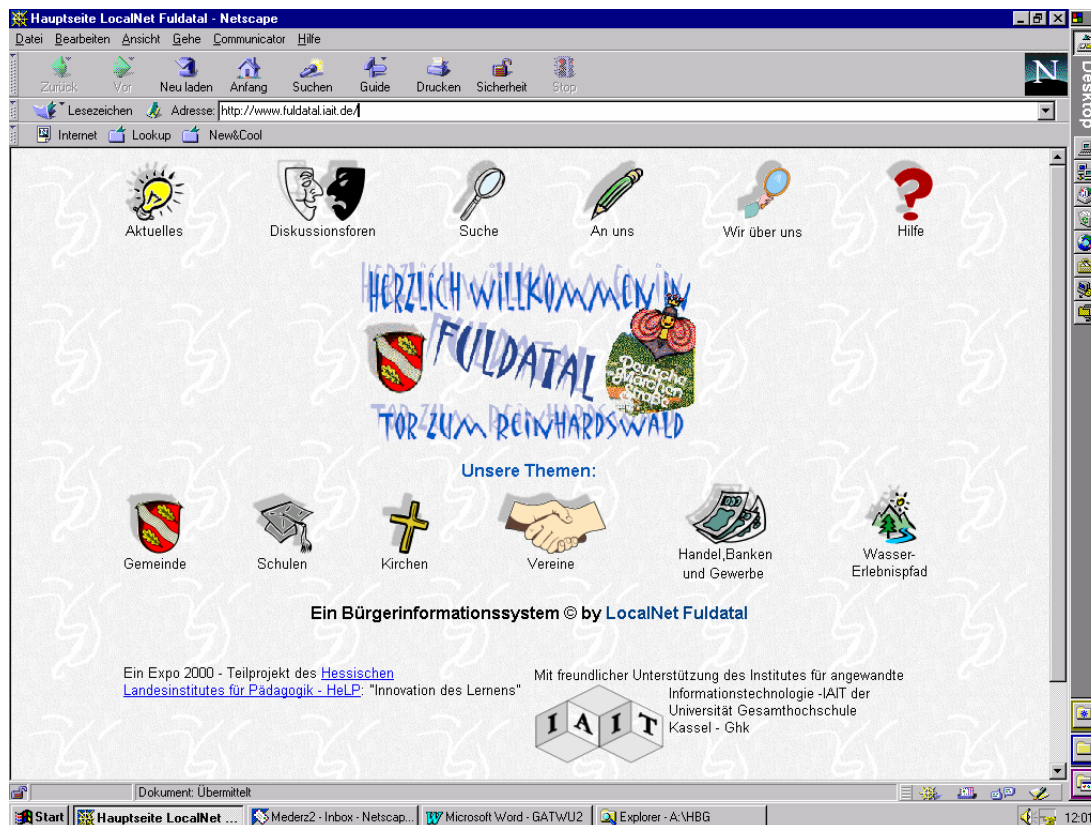 Hauptseite LocalNet Fuldatal - Netscape
Datei Bearbeiten Ansicht Gehe Communicator Hilfe
Zurück Vor Neu laden Anfang Suchen Guide Drucken Sicherheit Stop
N
Lesezeichen Adresse: http://www.fuldatal.iait.de/
Internet Lookup New&Cool
Desktop
Aktuelles Diskussionsforen Suche An uns Wir über uns Hilfe
HERZLICH WILLKOMMEN IN
FULDATAL
Deutsche
Märchen
Straße
TOR ZUM REINHARDSWALD
Unsere Themen:
Gemeinde Schulen Kirchen Vereine Handel,Banken
und Gewerbe
Wasser-
Erlebnispfad
Ein Bürgerinformationssystem © by LocalNet Fuldatal
Ein Expo 2000 - Teilprojekt des Hessischen
Landesinstitutes für Pädagogik - HeLP: "Innovation des Lernens"
Mit freundlicher Unterstützung des Institutes für angewandte
Informationstechnologie -IAIT der
Universität Gesamthochschule
Kassel - Ghk
IAIT
Dokument: Übermittelt
Start Hauptseite LocalNet ... Mederz2 - Inbox - Netscap... Microsoft Word - GATWU2 Explorer - A:\HBG